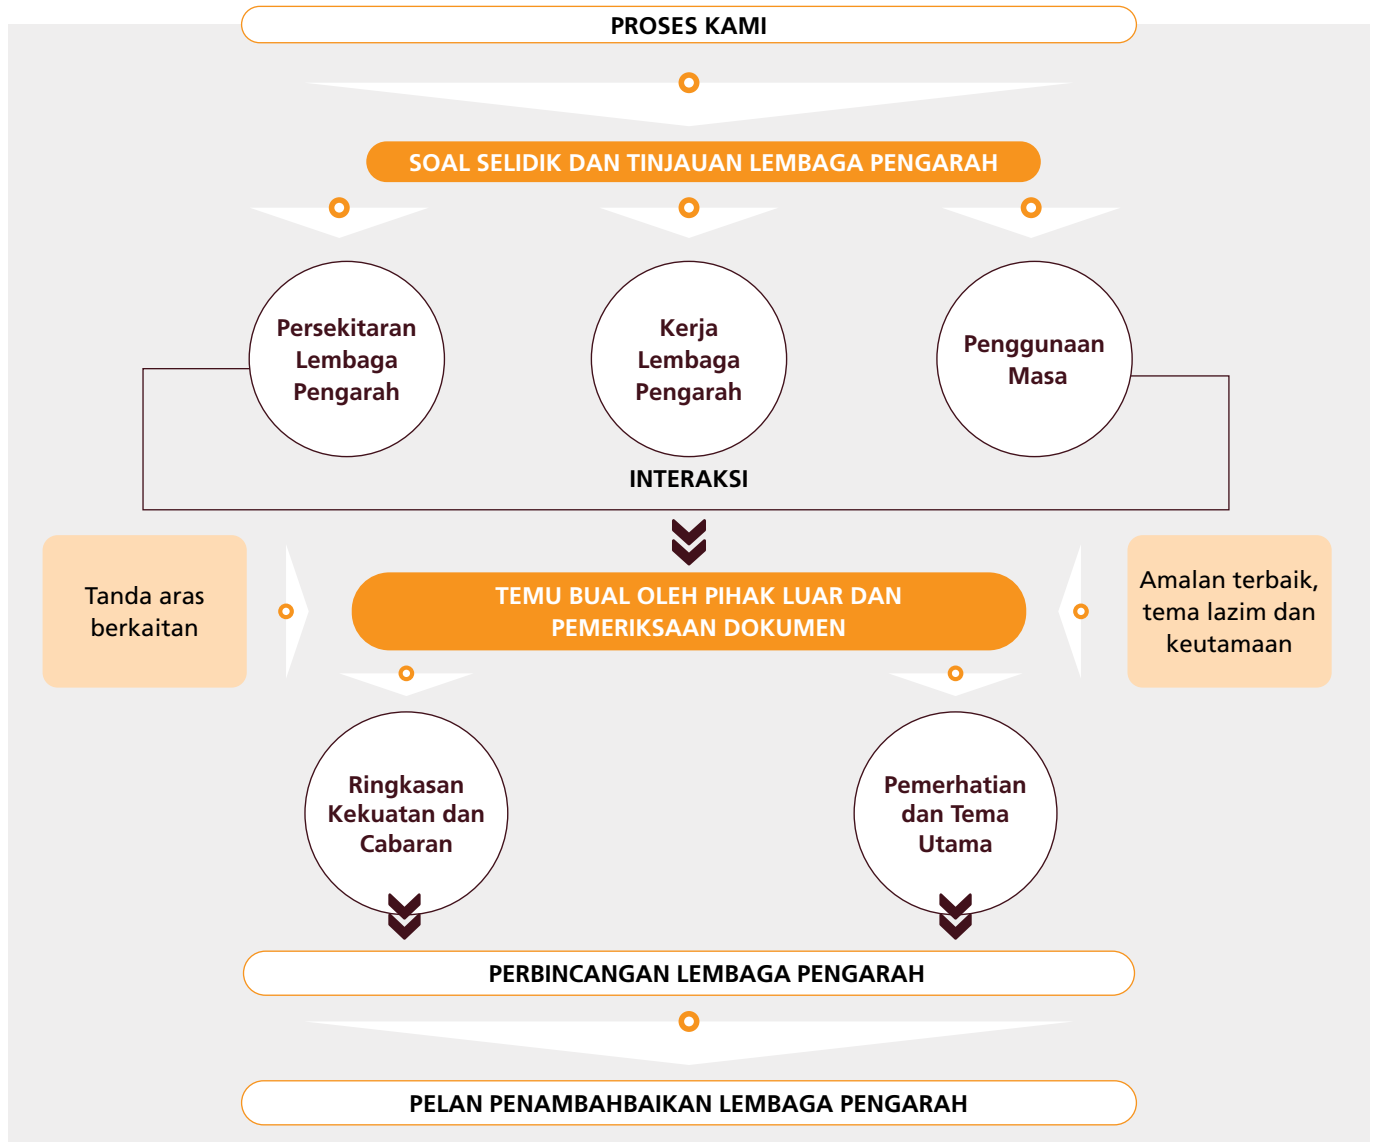 PROSES KAMI
SOAL SELIDIK DAN TINJAUAN LEMBAGA PENGARAH
Persekitaran
Lembaga
Pengarah
Kerja
Lembaga
Pengarah
Penggunaan
Masa
INTERAKSI
Tanda aras
berkaitan
TEMU BUAL OLEH PIHAK LUAR DAN
PEMERIKSAAN DOKUMEN
Amalan terbaik,
tema lazim dan
keutamaan
Ringkasan
Kekuatan dan
Cabaran
Pemerhatian
dan Tema
Utama
PERBINCANGAN LEMBAGA PENGARAH
PELAN PENAMBAHBAIKAN LEMBAGA PENGARAH